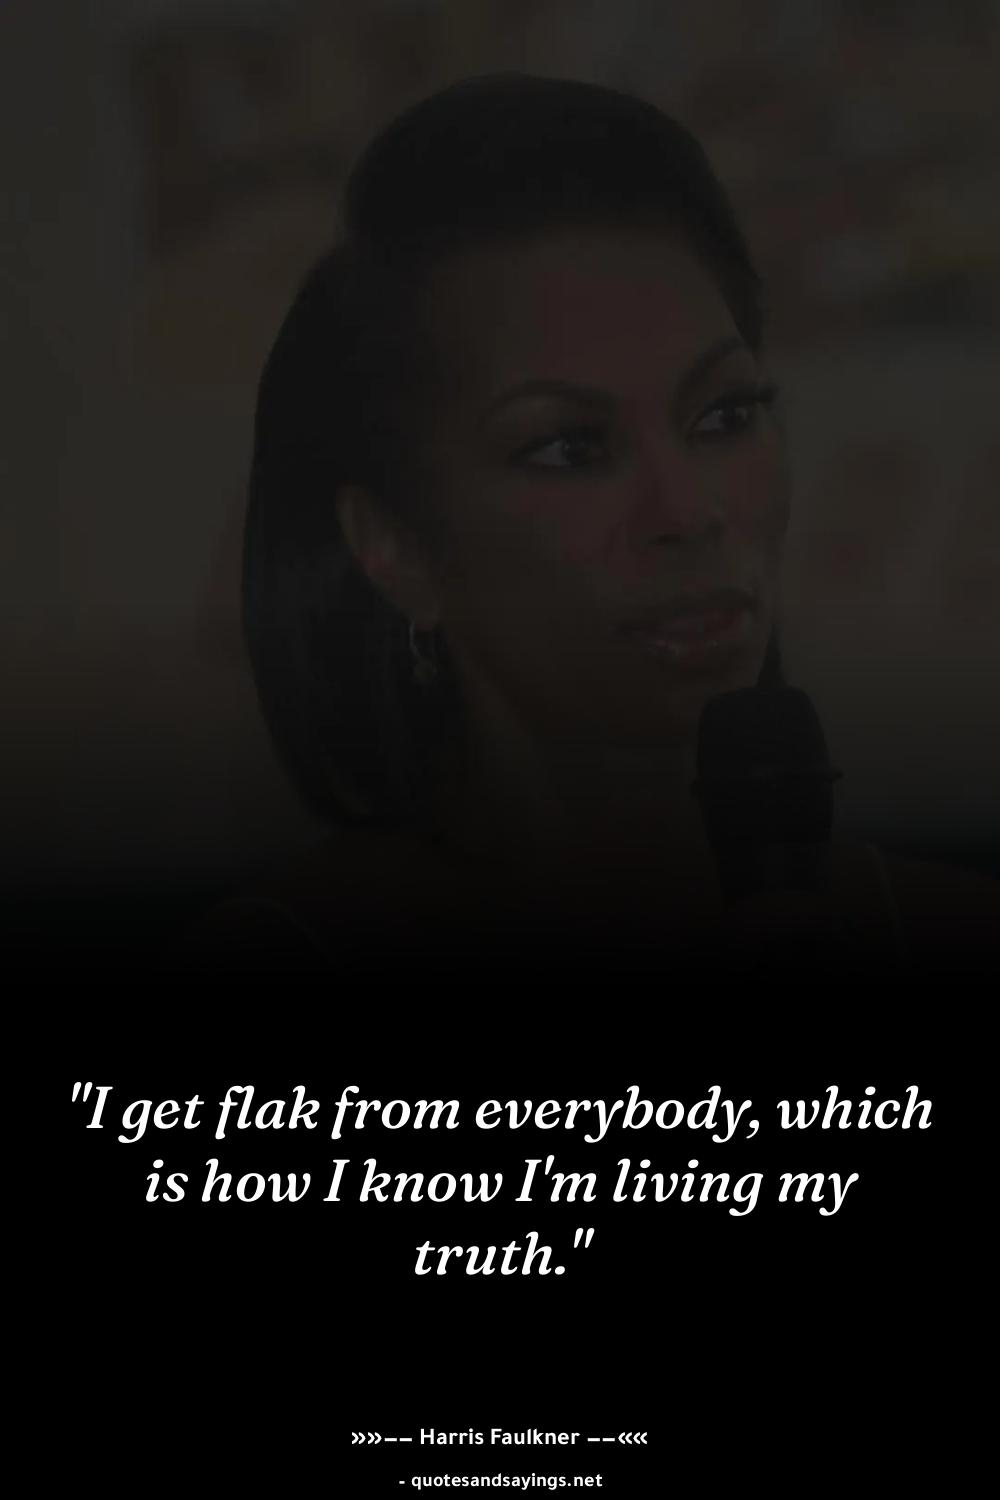 "I get flak from everybody, which
is how I know I'm living my
truth."
»»−− Harris Faulkner −−««
- quotesandsayings.net